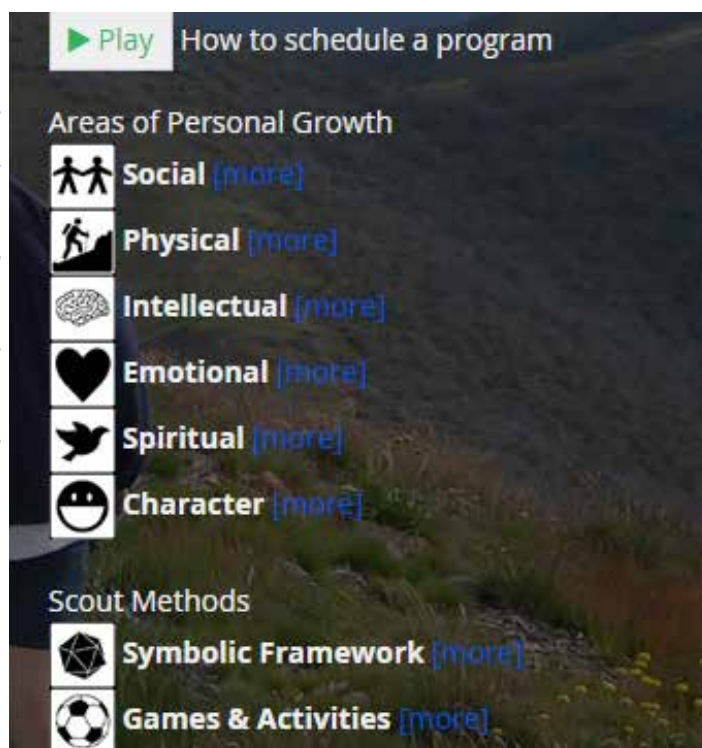 Play How to schedule a program
Areas of Personal Growth
Social [more]
Physical [more]
Intellectual [more]
Emotional [more]
Spiritual [more]
Character [more]
Scout Methods
Symbolic Framework [more]
Games & Activities [more]